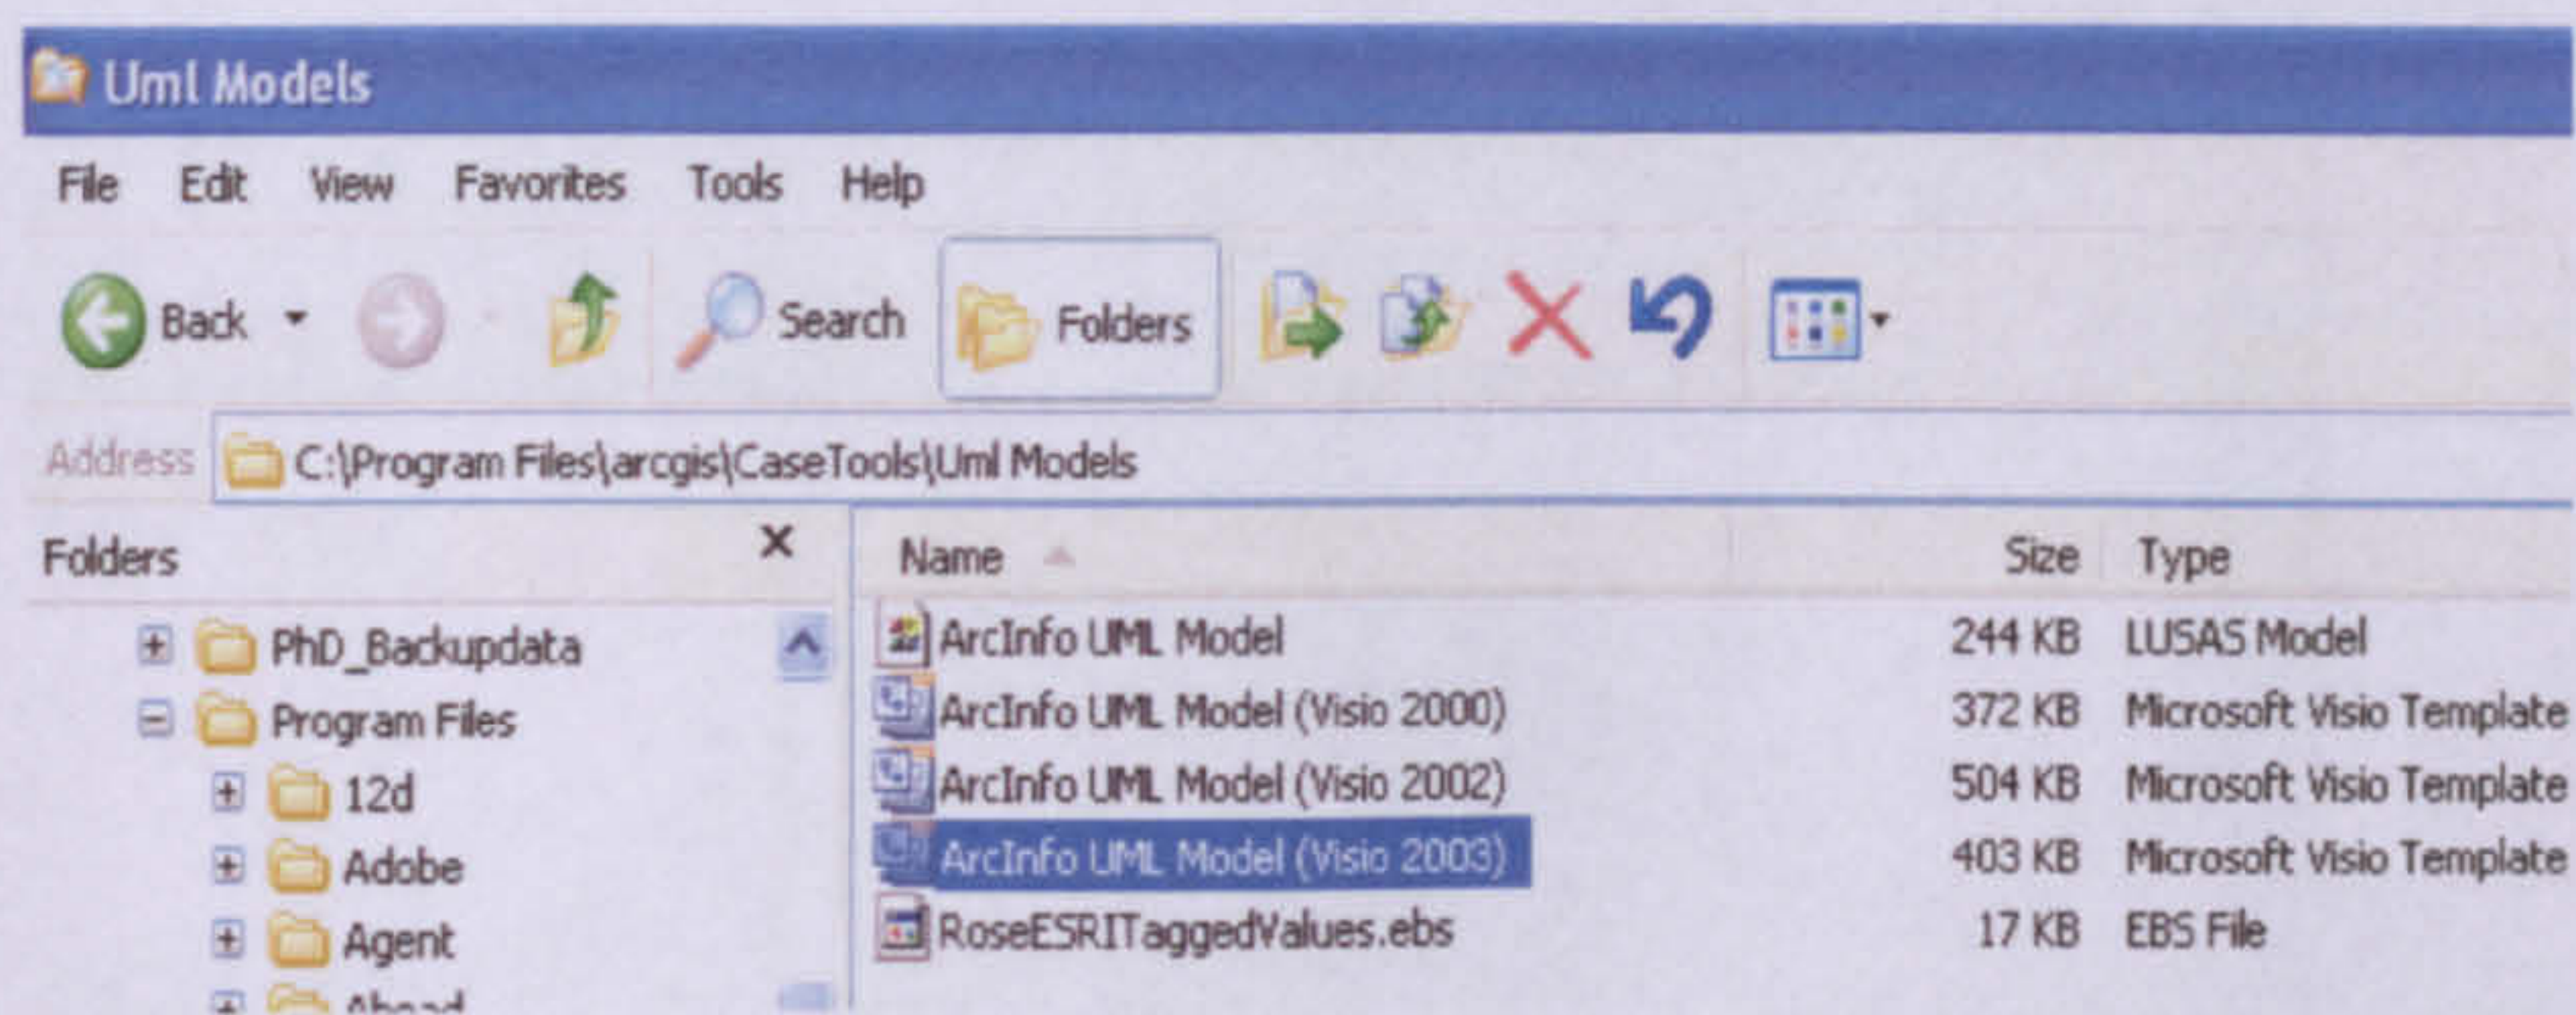 Uml Models
File Edit View Favorites Tools Help
Back Search Folders
Address C:\Program Files\arcgis\CaseTools\Uml Models
Folders X Name Size Type
PhD_Backupdata
Program Files
12d
Adobe
Agent
ArcInfo UML Model 244 KB LUSAS Model
ArcInfo UML Model (Visio 2000) 372 KB Microsoft Visio Template
ArcInfo UML Model (Visio 2002) 504 KB Microsoft Visio Template
ArcInfo UML Model (Visio 2003) 403 KB Microsoft Visio Template
RoseESRITaggedValues.ebs 17 KB EBS File